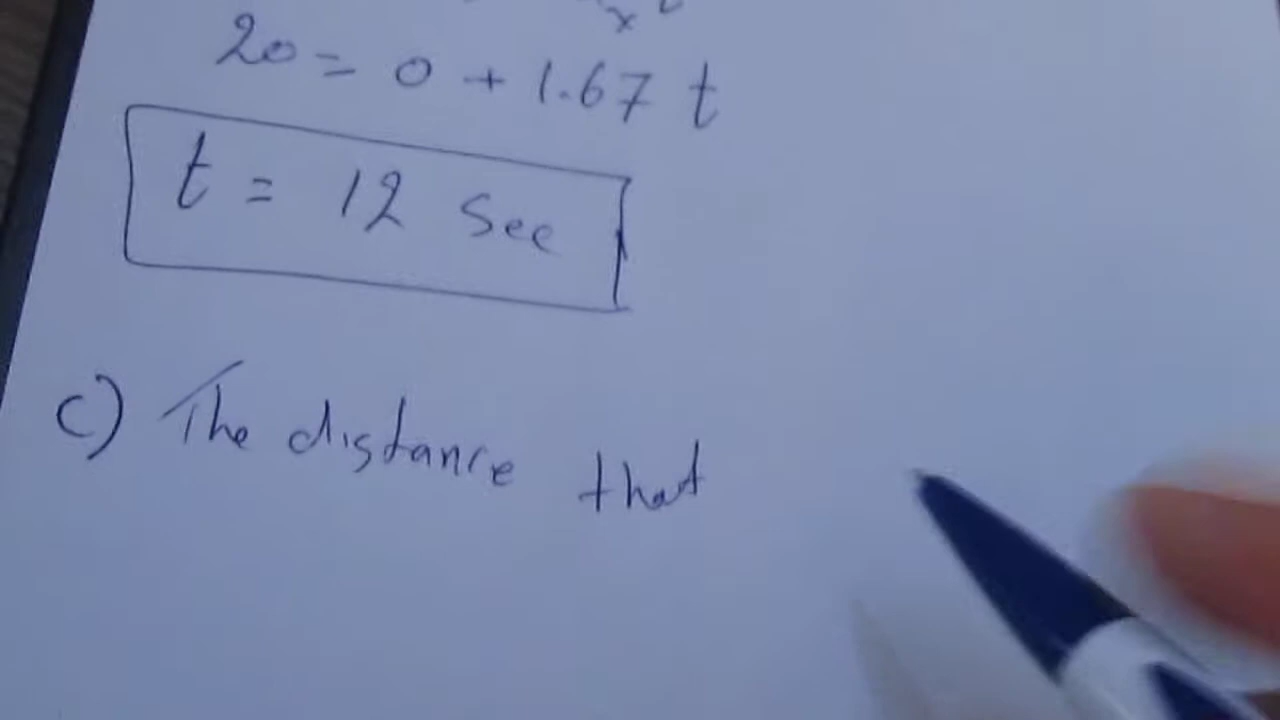 20 = 0 + 1.67 t
t = 12 Sec
c) The distance that